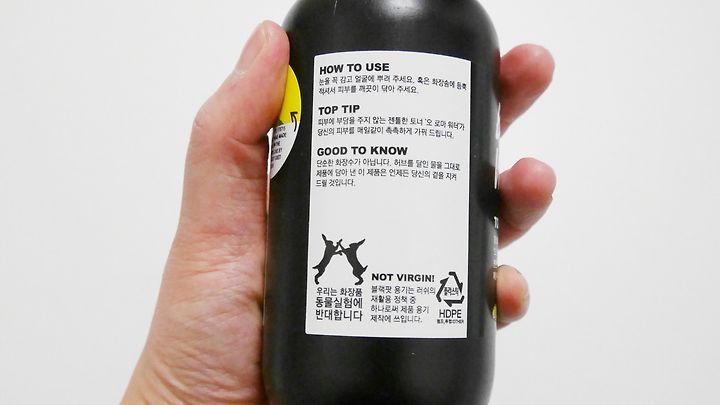 HOW TO USE
눈을 꼭 감고 얼굴에 뿌려 주세요. 혹은 화장솜에 듬뿍
적셔서 피부를 깨끗이 닦아 주세요.
TOP TIP
피부에 부담을 주지 않는 젠틀한 토너 '오 로마 워터'가
당신의 피부를 매일같이 촉촉하게 가꿔 드립니다.
GOOD TO KNOW
단순한 화장수가 아닙니다. 허브를 달인 물을 그대로
제품에 담아 낸 이 제품은 언제든 당신의 곁을 지켜
드릴 것입니다.
우리는 화장품
동물실험에
반대합니다
NOT VIRGIN!
블랙팟 용기는 러쉬의
재활용 정책 중
하나로써 제품 용기
제작에 쓰입니다.
플라스틱
HDPE